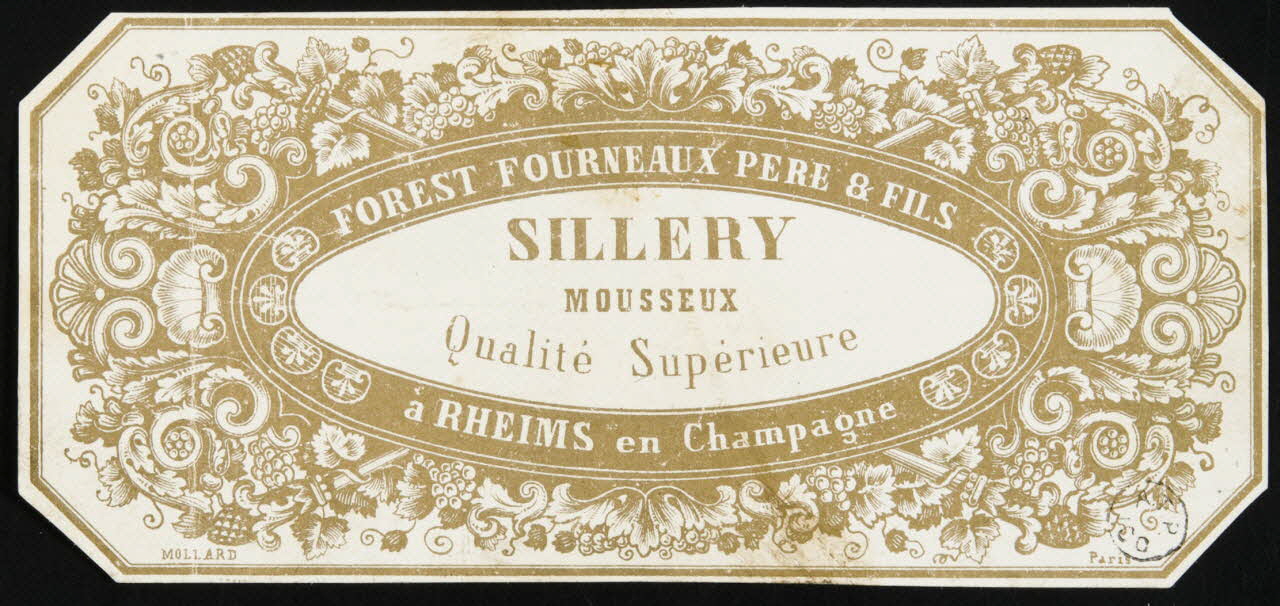 FOREST FOURNEAUX PERE & FILS
SILLERY
MOUSSEUX
Qualité Supérieure
à RHEIMS en Champagne
MOLLARD
Paris